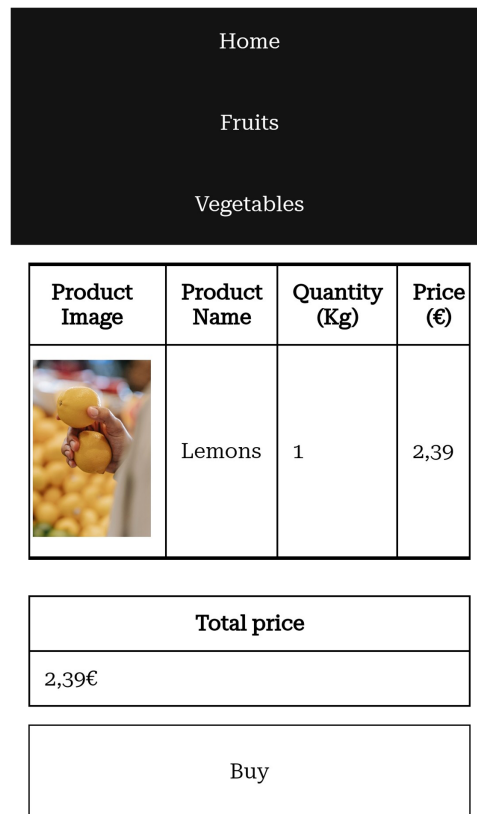 Home
Fruits
Vegetables
Product Image
Product Name
Quantity (Kg)
Price (€)
Lemons
1
2,39
Total price
2,39€
Buy